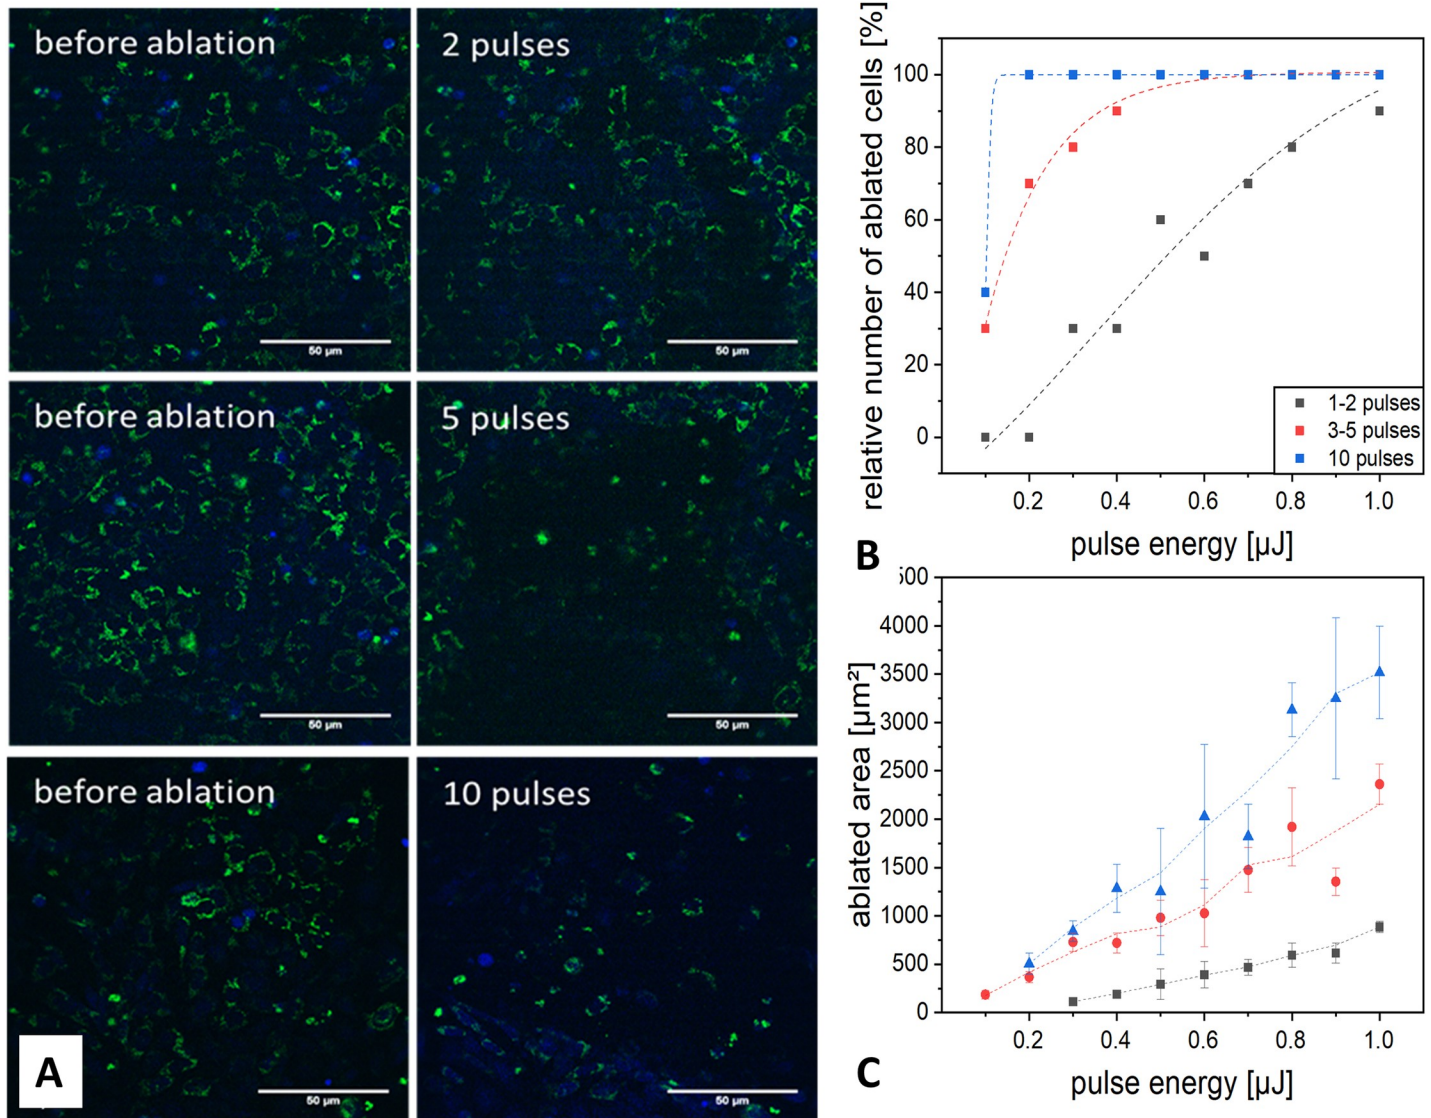 before ablation
2 pulses
50 µm
50 µm
before ablation
5 pulses
50 µm
50 µm
before ablation
10 pulses
A
50 µm
50 µm
relative number of ablated cells [%]
100
80
60
40
20
0
1-2 pulses
3-5 pulses
10 pulses
0.2 0.4 0.6 0.8 1.0
pulse energy [µJ]
B
ablated area [µm²]
500
4000
3500
3000
2500
2000
1500
1000
500
0
0.2 0.4 0.6 0.8 1.0
pulse energy [µJ]
C